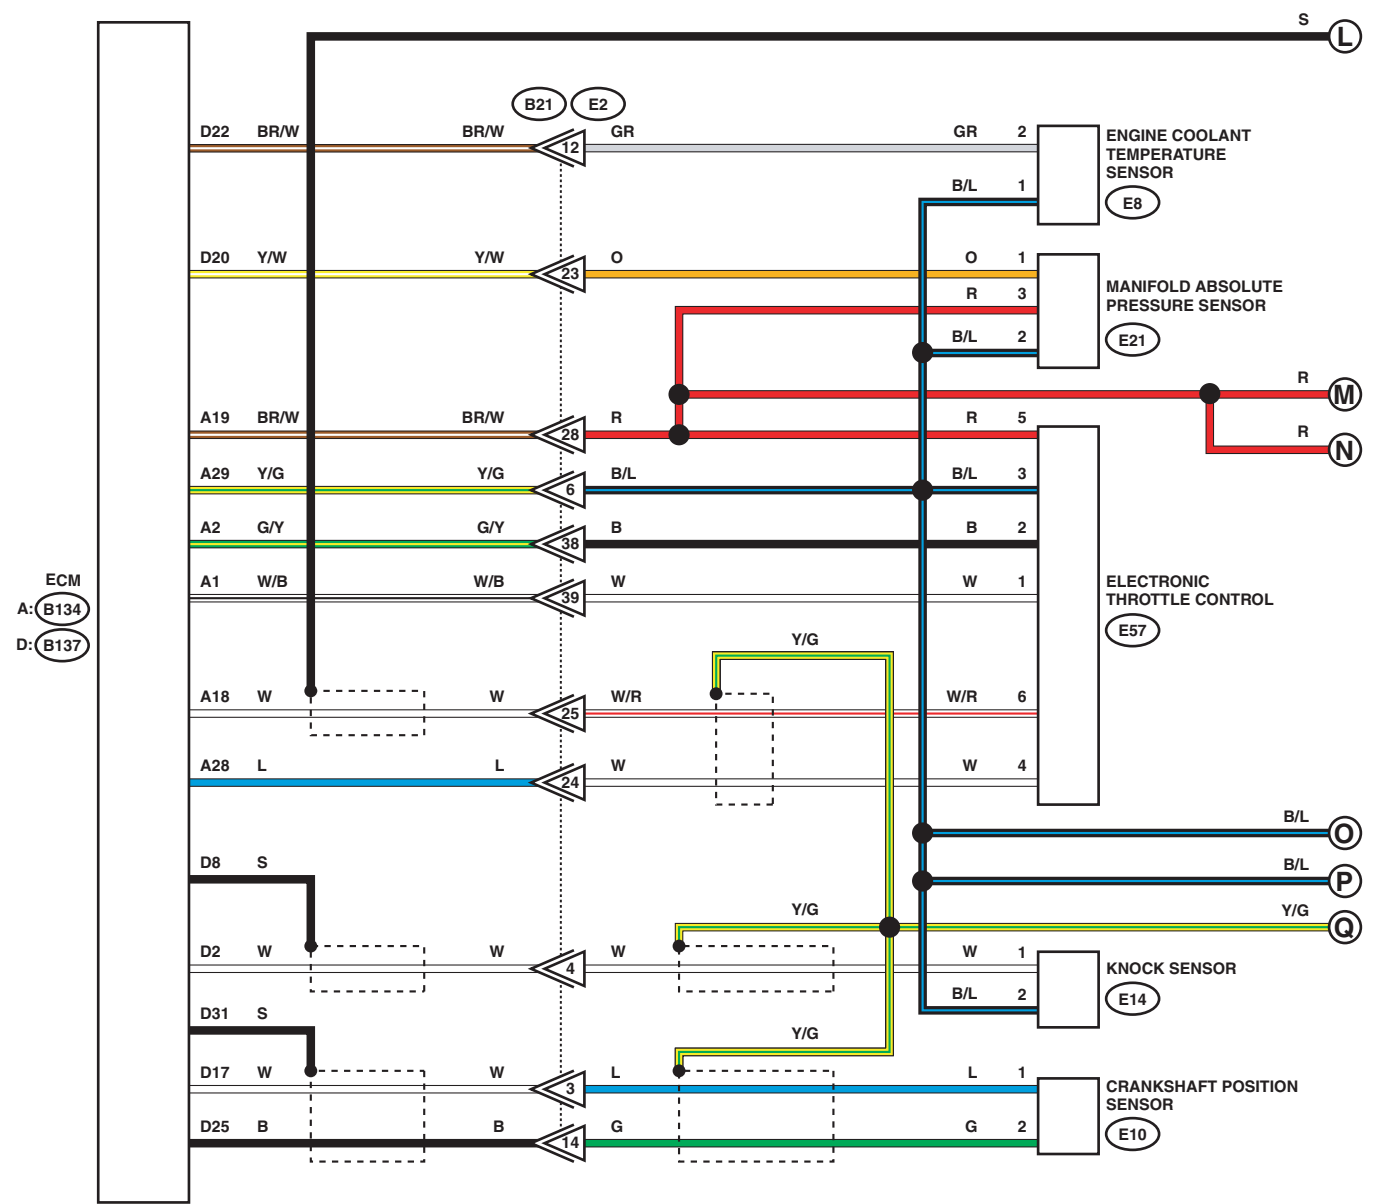 S L
B21 E2
D22 BR/W BR/W 12 GR GR 2
ENGINE COOLANT
TEMPERATURE
SENSOR
B/L 1
E8
D20 Y/W Y/W 23 O O 1
R 3
MANIFOLD ABSOLUTE
PRESSURE SENSOR
B/L 2
E21
R M
A19 BR/W BR/W 28 R R 5
R N
A29 Y/G Y/G 6 B/L B/L 3
A2 G/Y G/Y 38 B B 2
ECM
A: B134
D: B137
A1 W/B W/B 39 W W 1
ELECTRONIC
THROTTLE CONTROL
E57
Y/G
A18 W W 25 W/R W/R 6
A28 L L 24 W W 4
B/L O
D8 S
B/L P
Y/G
Y/G Q
D2 W W 4 W W 1
KNOCK SENSOR
B/L 2
E14
D31 S
Y/G
D17 W W 3 L L 1
CRANKSHAFT POSITION
SENSOR
D25 B B 14 G G 2
E10